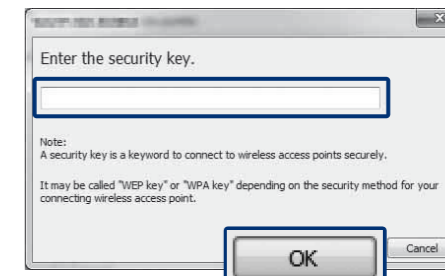 Enter the security key.
Note:
A security key is a keyword to connect to wireless access points securely.
It may be called "WEP key" or "WPA key" depending on the security method for your
connecting wireless access point.
OK
Cancel